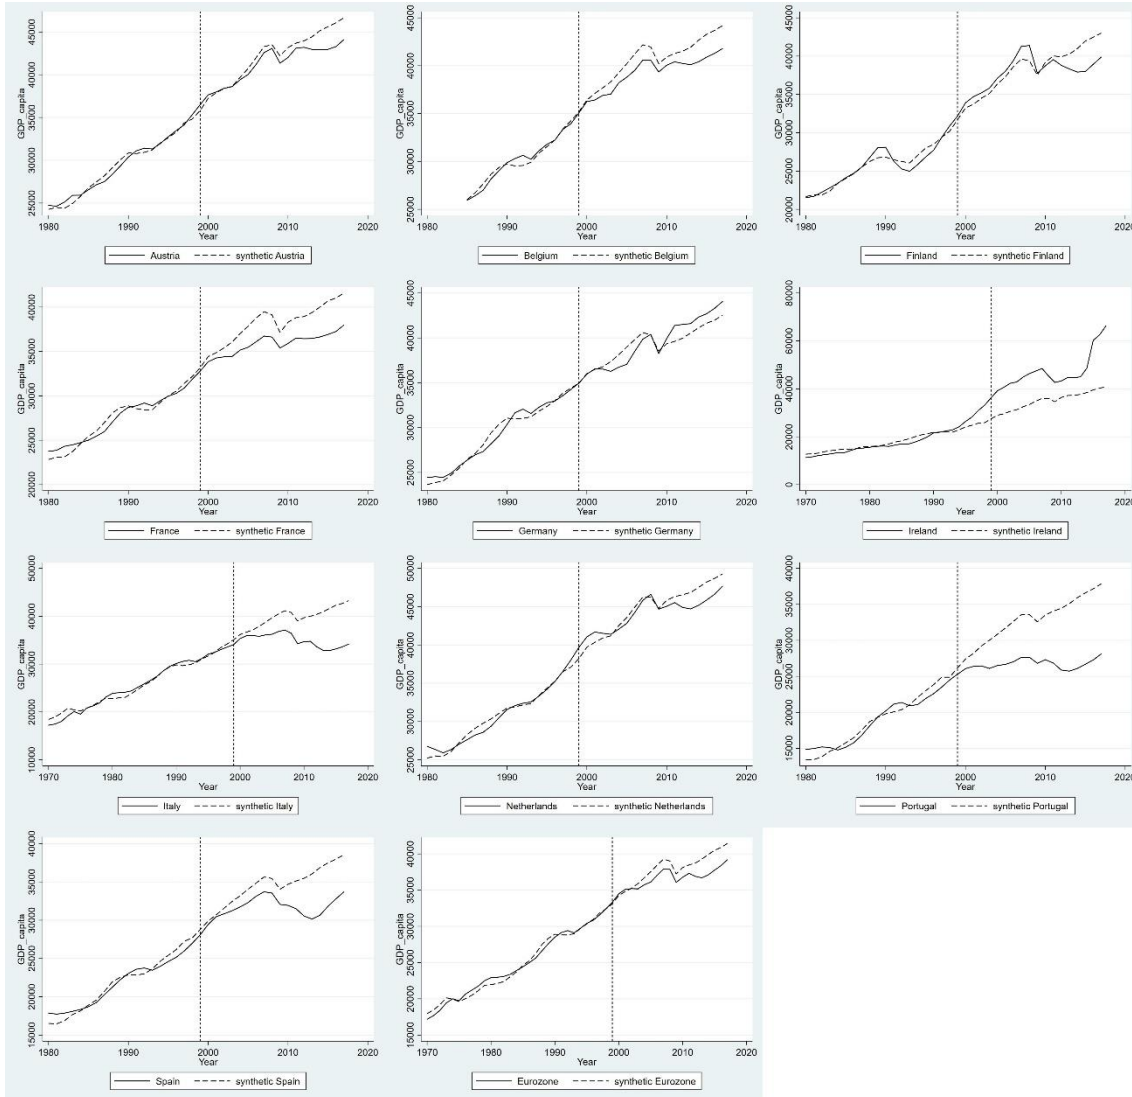 45000
40000
35000
30000
25000
GDP_capita
1980 1990 2000 2010 2020
Year
Austria synthetic Austria
45000
40000
35000
30000
25000
GDP_capita
1980 1990 2000 2010 2020
Year
Belgium synthetic Belgium
45000
40000
35000
30000
25000
20000
GDP_capita
1980 1990 2000 2010 2020
Year
Finland synthetic Finland
40000
35000
30000
25000
20000
GDP_capita
1980 1990 2000 2010 2020
Year
France synthetic France
45000
40000
35000
30000
25000
GDP_capita
1980 1990 2000 2010 2020
Year
Germany synthetic Germany
80000
60000
40000
20000
0
GDP_capita
1970 1980 1990 2000 2010 2020
Year
Ireland synthetic Ireland
50000
40000
30000
20000
10000
GDP_capita
1970 1980 1990 2000 2010 2020
Year
Italy synthetic Italy
50000
45000
40000
35000
30000
25000
GDP_capita
1980 1990 2000 2010 2020
Year
Netherlands synthetic Netherlands
40000
35000
30000
25000
20000
15000
GDP_capita
1980 1990 2000 2010 2020
Year
Portugal synthetic Portugal
40000
35000
30000
25000
20000
15000
GDP_capita
1980 1990 2000 2010 2020
Year
Spain synthetic Spain
40000
35000
30000
25000
20000
15000
GDP_capita
1970 1980 1990 2000 2010 2020
Year
Eurozone synthetic Eurozone